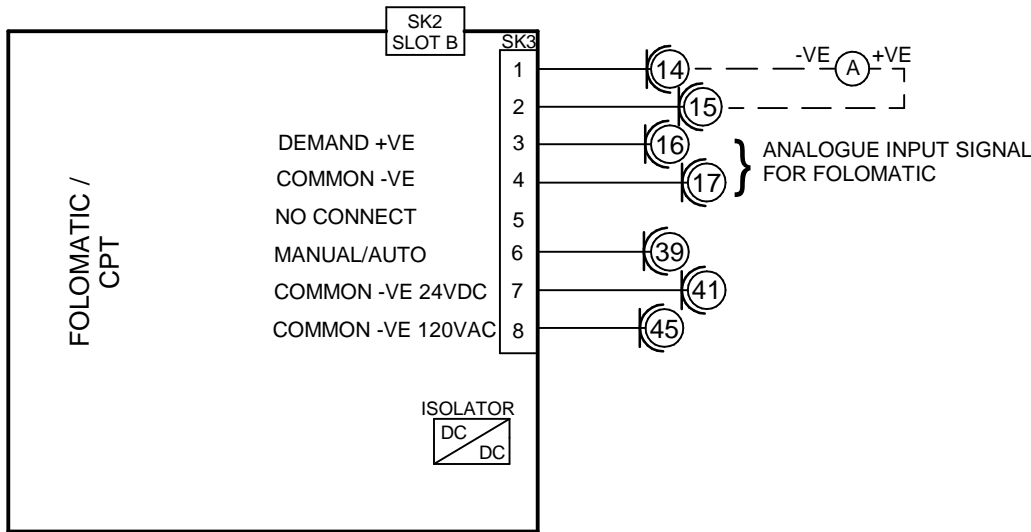 SK2
SLOT B
SK3
1
14
-VE
A
+VE
2
15
DEMAND +VE
3
16
ANALOGUE INPUT SIGNAL
FOR FOLOMATIC
COMMON -VE
4
17
NO CONNECT
5
MANUAL/AUTO
6
39
COMMON -VE 24VDC
7
41
COMMON -VE 120VAC
8
45
FOLOMATIC /
CPT
ISOLATOR
DC
DC